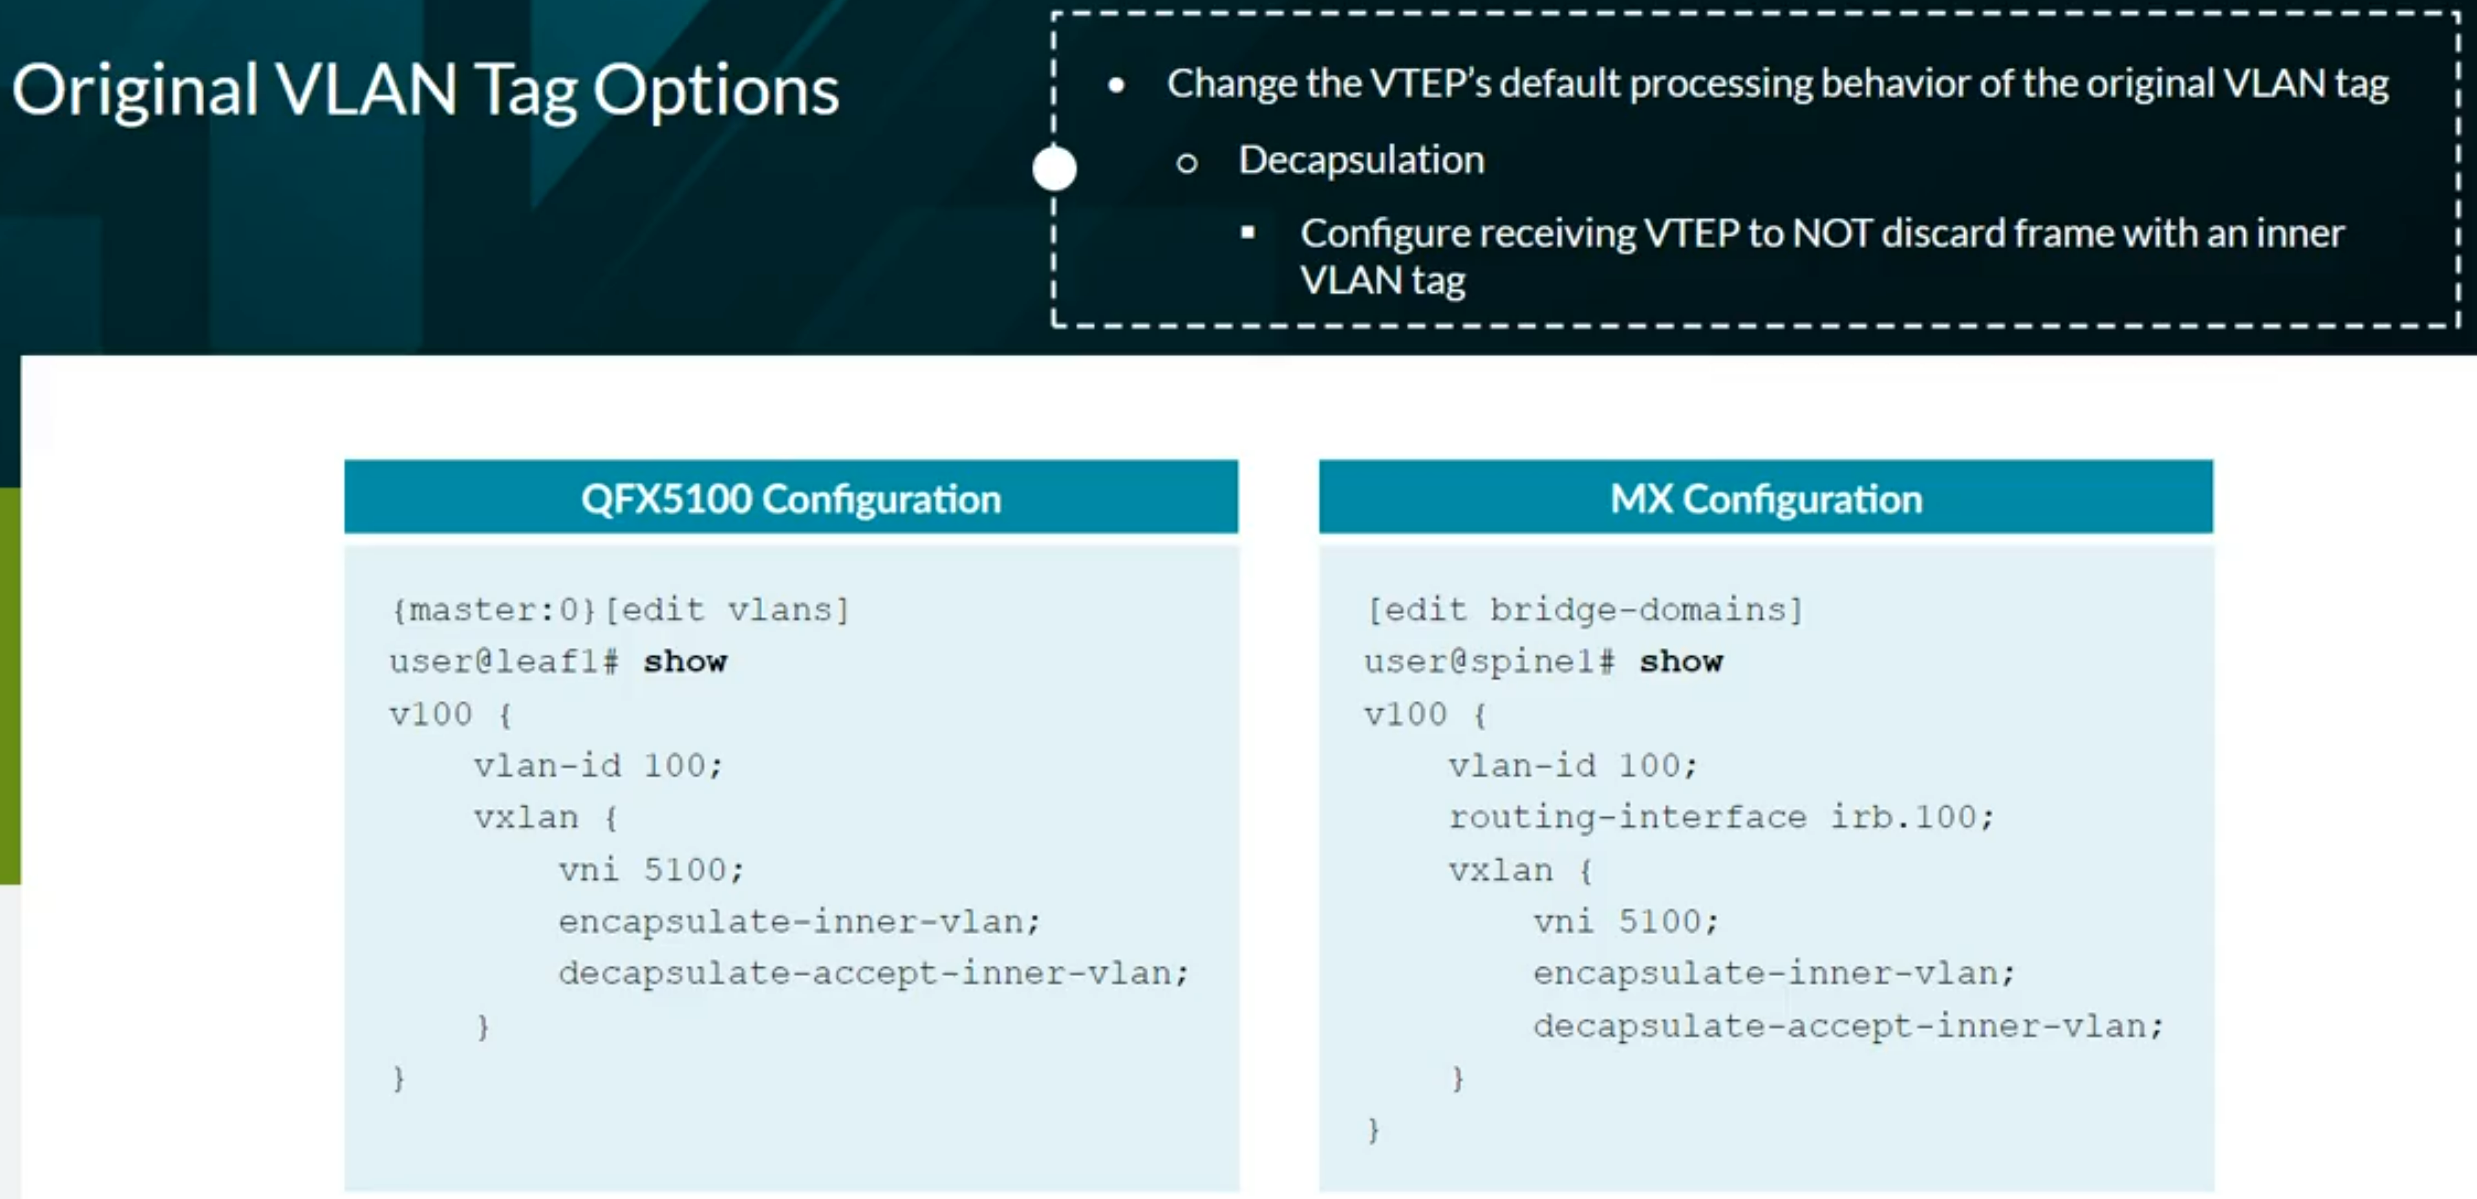 Original VLAN Tag Options
• Change the VTEP's default processing behavior of the original VLAN tag
○ Decapsulation
▪ Configure receiving VTEP to NOT discard frame with an inner
VLAN tag
QFX5100 Configuration
{master:0}[edit vlans]
user@leaf1# show
v100 {
    vlan-id 100;
    vxlan {
        vni 5100;
        encapsulate-inner-vlan;
        decapsulate-accept-inner-vlan;
    }
}
MX Configuration
[edit bridge-domains]
user@spine1# show
v100 {
    vlan-id 100;
    routing-interface irb.100;
    vxlan {
        vni 5100;
        encapsulate-inner-vlan;
        decapsulate-accept-inner-vlan;
    }
}